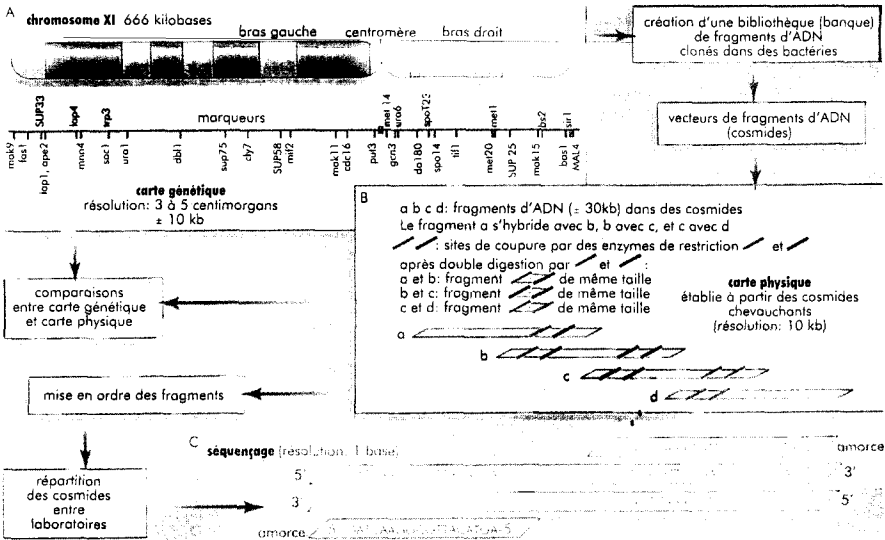 A
chromosome XI 666 kilobases
bras gauche centromère bras droit
création d'une bibliothèque (banque)
de fragments d'ADN
clonés dans des bactéries
vecteurs de fragments d'ADN
(cosmides)
SUP33
trp3
marqueurs
met 14
ura6
spoT23
met1
sir1
mak9
fas1
ape2
mnn4
sac1
ura1
dbl1
sup75
cly7
SUP58
mif2
mak11
cdc16
put3
gcn3
dal80
spo14
tif1
met20
SUP 25
mak15
bas1
MAL4
carte génétique
résolution: 3 à 5 centimorgans
± 10 kb
B
a b c d: fragments d'ADN (± 30kb) dans des cosmides
Le fragment a s'hybride avec b, b avec c, et c avec d
: sites de coupure par des enzymes de restriction et
après double digestion par et :
a et b: fragment de même taille
b et c: fragment de même taille
c et d: fragment de même taille
carte physique
établie à partir des cosmides
chevauchants
(résolution: 10 kb)
a
b
c
d
comparaisons
entre carte génétique
et carte physique
mise en ordre des fragments
répartition
des cosmides
entre
laboratoires
C
séquençage (résolution: 1 base)
amorce
5' 3'
3' 5'
amorce